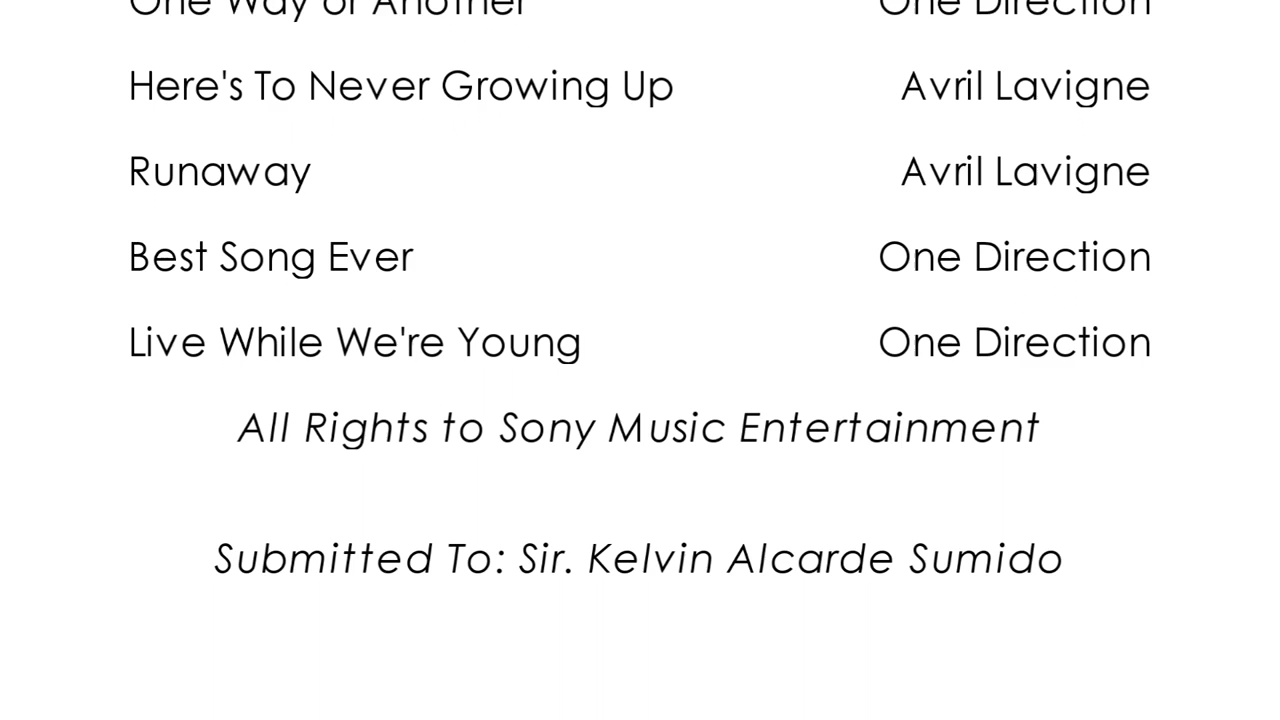 One Way or Another One Direction
Here's To Never Growing Up Avril Lavigne
Runaway Avril Lavigne
Best Song Ever One Direction
Live While We're Young One Direction
All Rights to Sony Music Entertainment
Submitted To: Sir. Kelvin Alcarde Sumido